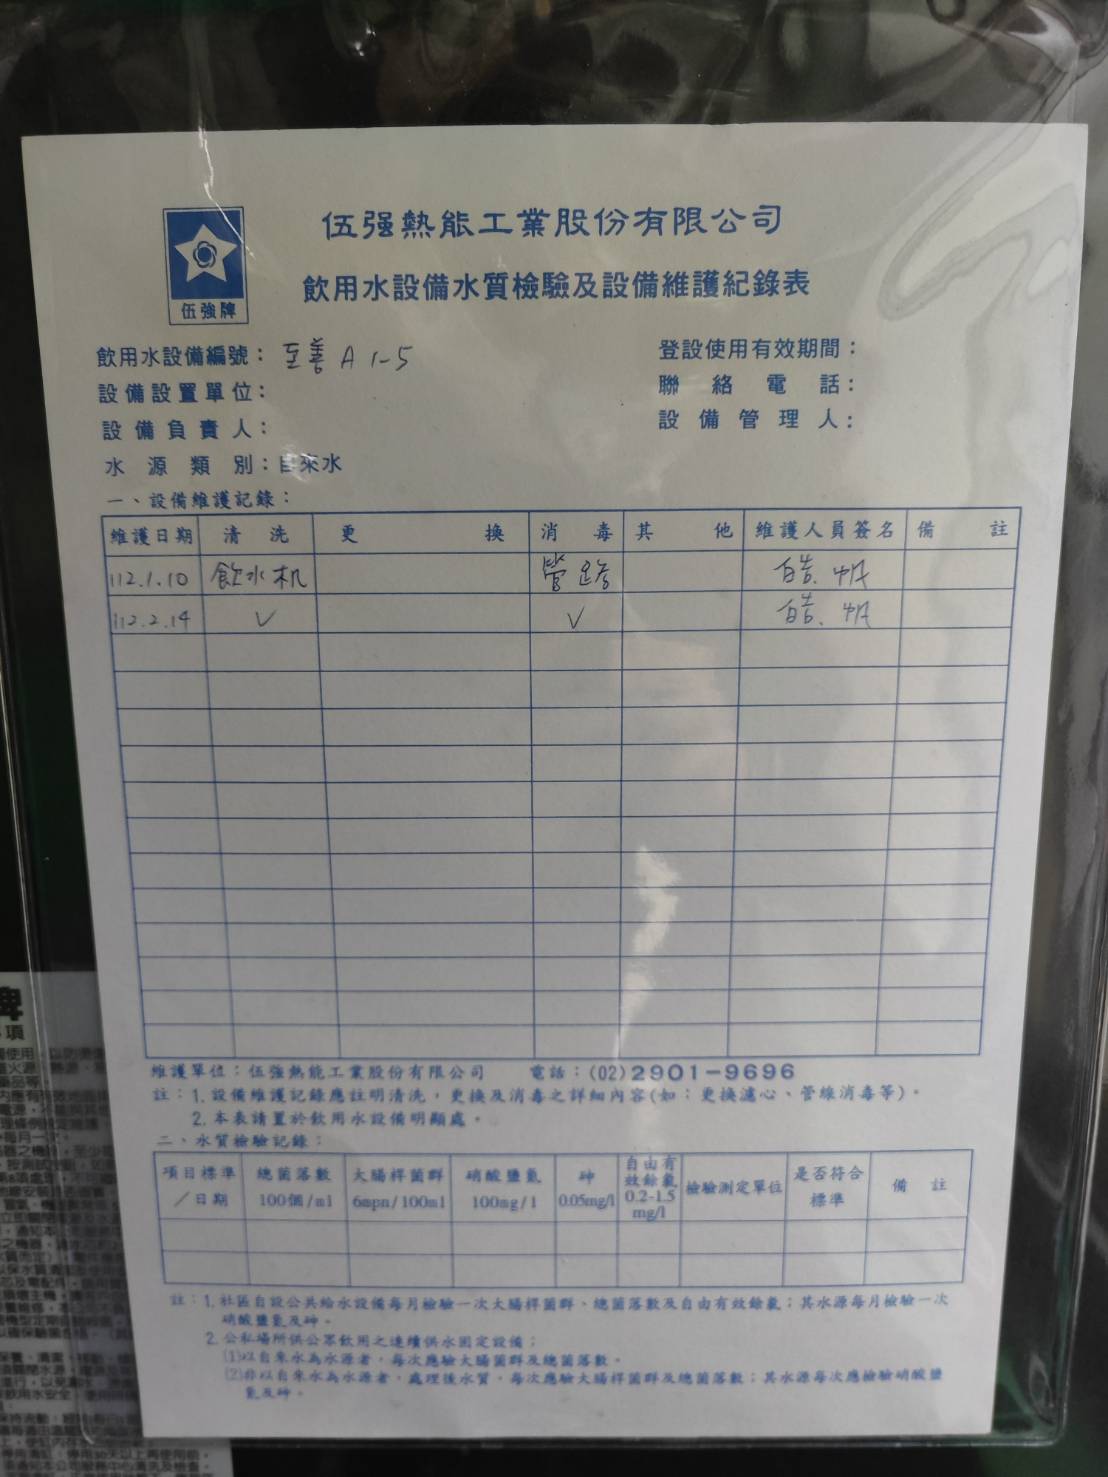 伍强熱能工業股份有限公司
飲用水設備水質檢驗及設備維護紀錄表
伍強牌
飲用水設備編號：至善 A 1-5
登設使用有效期間：
設備設置單位：
聯絡電話：
設備負責人：
設備管理人：
水源類別：自來水
一、設備維護記錄：
維護日期 清洗 更換 消毒 其他 維護人員簽名 備註
112.1.10 飲水机 管路 皓帆
112.2.14 ✓ ✓ 皓帆
維護單位：伍強熱能工業股份有限公司 電話：(02)2901-9696
註：1.設備維護記錄應註明清洗，更換及消毒之詳細內容(如：更換濾心、管線消毒等)。
2.本表請置於飲用水設備明顯處。
二、水質檢驗記錄：
項目標準／日期 總菌落數 100個/ml 大腸桿菌群 6mpn/100ml 硝酸鹽氮 100mg/l 砷 0.05mg/l 自由有效餘氯 0.2-1.5 mg/l 檢驗測定單位 是否符合標準 備註
註：1.社區自設公共給水設備每月檢驗一次大腸桿菌群、總菌落數及自由有效餘氯；其水源每月檢驗一次
硝酸鹽氮及砷。
2.公私場所供公眾飲用之連續供水固定設備；
(1)以自來水為水源者，每次應驗大腸菌群及總菌落數。
(2)非以自來水為水源者，處理後水質，每次應驗大腸桿菌群及總菌落數；其水源每次應檢驗硝酸鹽
氮及砷。